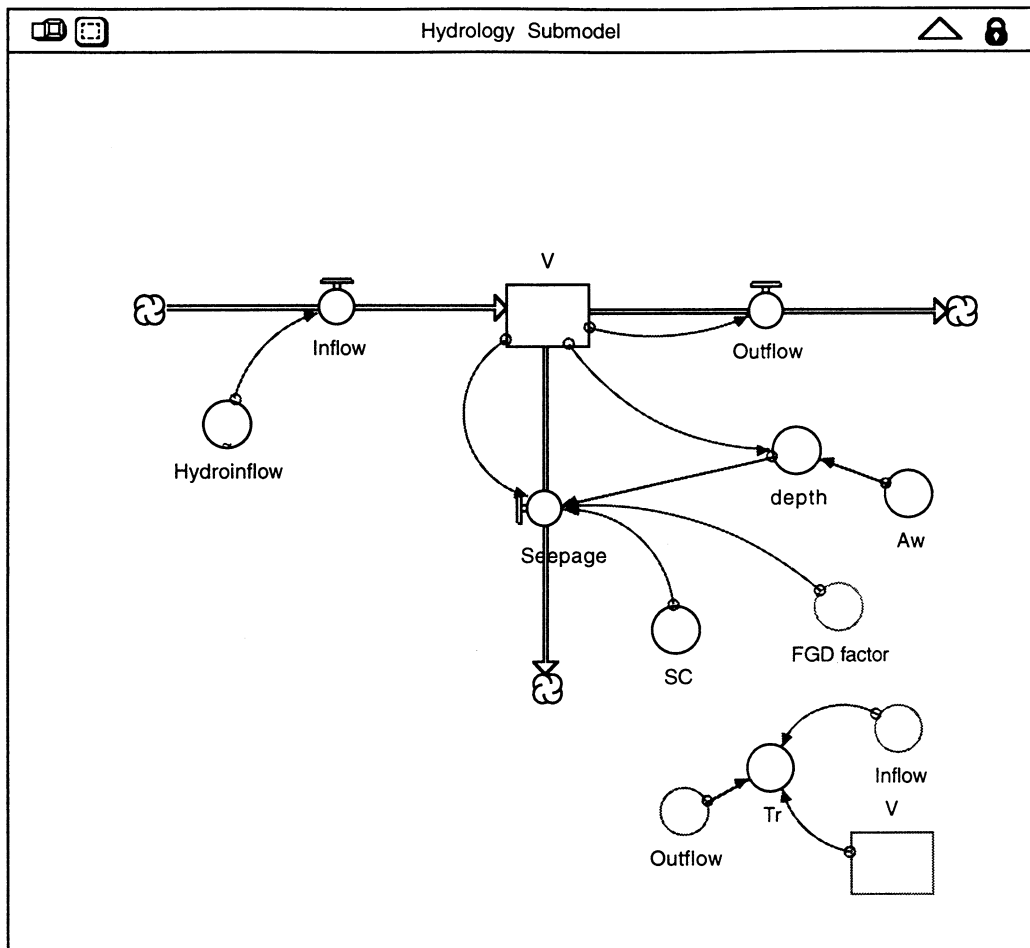 Hydrology Submodel
V
Inflow
Outflow
Hydroinflow
depth
Aw
Seepage
FGD factor
SC
Inflow
Tr
V
Outflow